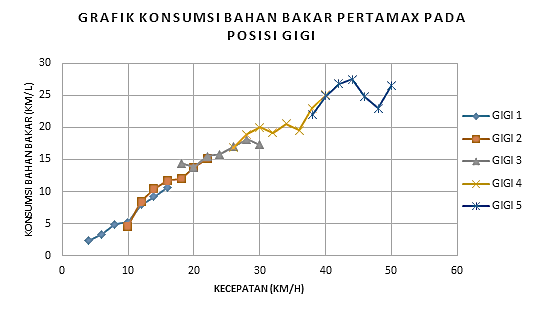 GRAFIK KONSUMSI BAHAN BAKAR PERTAMAX PADA
POSISI GIGI
KONSUMSI BAHAN BAKAR (KM/L)
35
30
25
20
15
10
5
0
0 10 20 30 40 50 60
KECEPATAN (KM/H)
GIGI 1
GIGI 2
GIGI 3
GIGI 4
GIGI 5